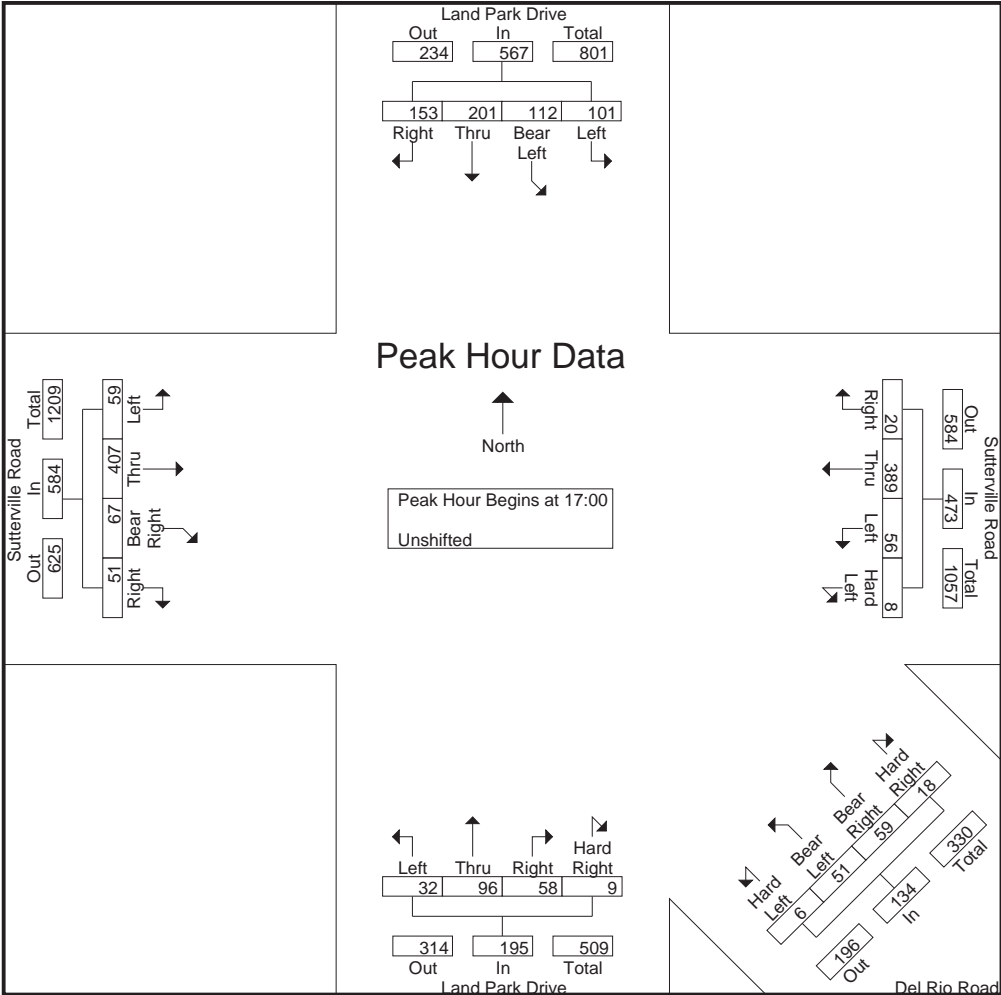 Land Park Drive
Out In Total
234 567 801
153 201 112 101
Right Thru Bear Left Left
Peak Hour Data
North
Peak Hour Begins at 17:00
Unshifted
Sutterville Road
Total In Out
1209 584 625
59 407 67 51
Left Thru Bear Right Right
Sutterville Road
Out In Total
584 473 1057
20 389 56 8
Right Thru Left Hard Left
Hard Left Bear Left Bear Right Hard Right
6 51 59 18
196 134 330
Out In Total
Del Rio Road
Left Thru Right Hard Right
32 96 58 9
314 195 509
Out In Total
Land Park Drive